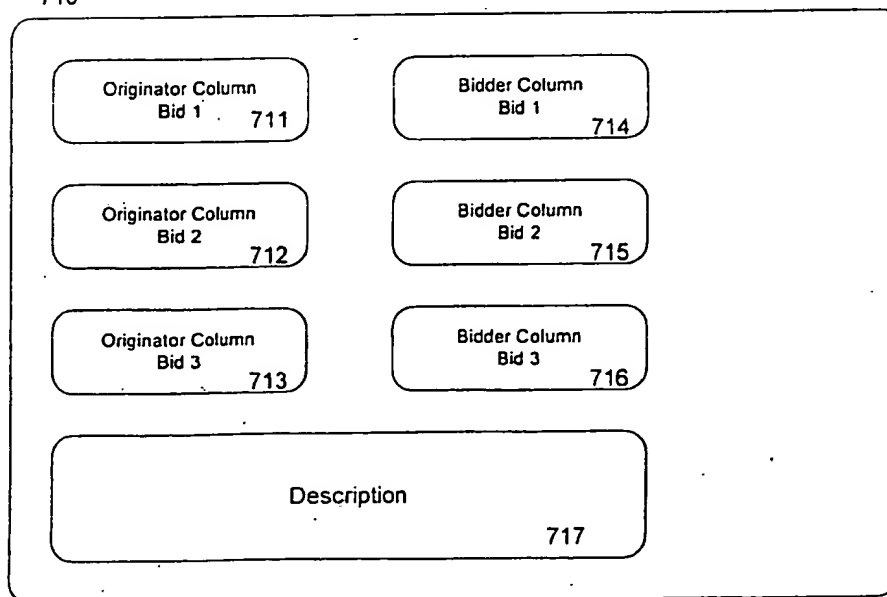 Originator Column
Bid 1
711
Bidder Column
Bid 1
714
Originator Column
Bid 2
712
Bidder Column
Bid 2
715
Originator Column
Bid 3
713
Bidder Column
Bid 3
716
Description
717